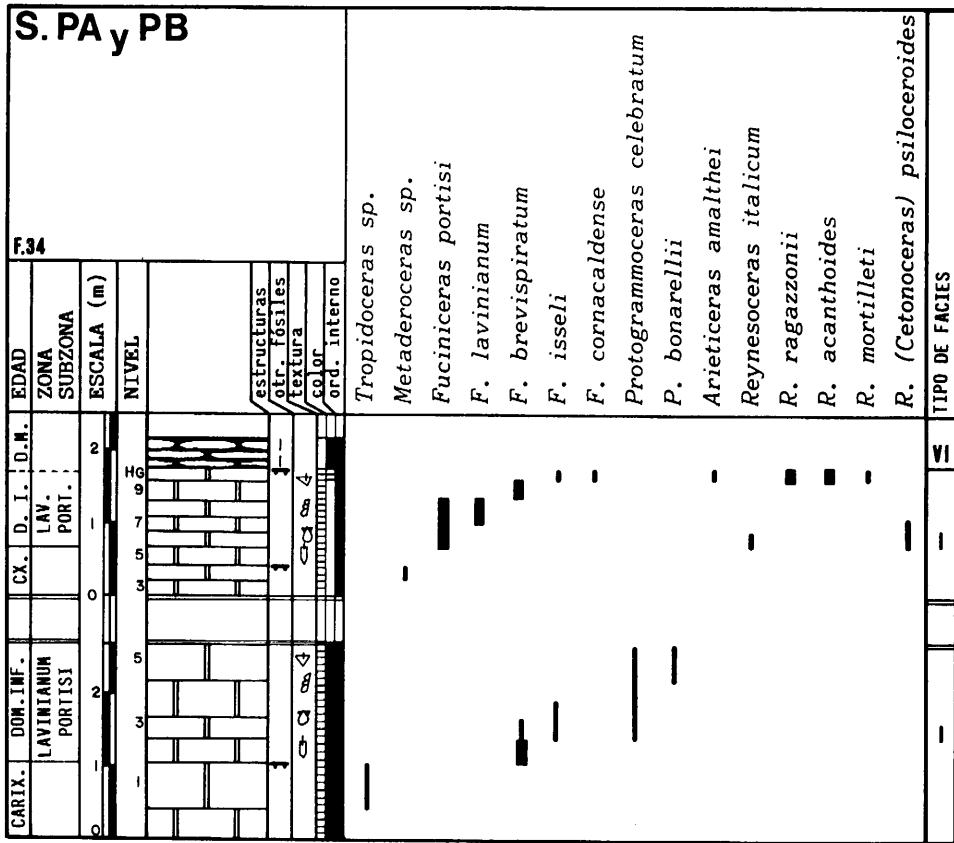 S. PA y PB
F.34
EDAD
ZONA
SUBZONA
ESCALA (m)
NIVEL
estructuras
otr. fósiles
textura
color
ord. interno
Tropidoceras sp.
Metaderoceras sp.
Fuciniceras portisi
F. lavinianum
F. brevispiratum
F. isseli
F. cornacaldense
Protogrammoceras celebratum
P. bonarellii
Arieticeras amalthei
Reynesoceras italicum
R. ragazzonii
R. acanthoides
R. mortilleti
R. (Cetonoceras) psiloceroides
TIPO DE FACIES
CX. D. I. D.M.
LAV.
PORT.
2
1
0
HG
9
7
5
3
VI
I
CARIX. DOM.INF.
LAVINIANUM
PORTISI
2
1
0
5
3
1
I